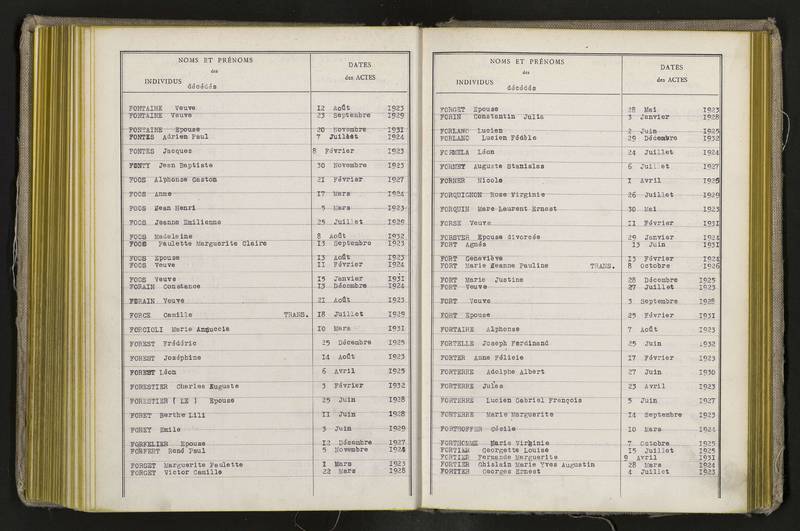 NOMS ET PRÉNOMS
des
INDIVIDUS
décédés
DATES
des ACTES
FONTAINE Veuve 12 Août 1923
FONTAINE Veuve 23 Septembre 1929
FONTAINE Epouse 20 Novembre 1931
FONTES Adrien Paul 7 Juillet 1924
FONTES Jacques 8 Février 1923
FENTY Jean Baptiste 30 Novembre 1923
FOOS Alphonse Gaston 21 Février 1927
FOOS Anne 17 Mars 1924
FOOS Jean Henri 5 Mars 1923
FOOS Jeanne Emilienne 25 Juillet 1929
FOOS Madeleine 8 Août 1932
FOOS Paulette Marguerite Claire 13 Septembre 1923
FOOS Epouse 13 Août 1923
FOOS Veuve 11 Février 1924
FOOS Veuve 15 Janvier 1931
FORAIN Constance 13 Décembre 1924
FORAIN Veuve 21 Août 1923
FORCE Camille TRANS. 18 Juillet 1929
FORCIOLI Marie Annuccia 10 Mars 1931
FOREST Frédéric 25 Décembre 1925
FOREST Joséphine 14 Août 1923
FOREST Léon 6 Avril 1925
FORESTIER Charles Auguste 3 Février 1932
FORESTIER ( LE ) Epouse 25 Juin 1928
FORET Berthe Lili 11 Juin 1928
FOREY Emile 3 Juin 1929
FORFELIER Epouse 12 Décembre 1927
FORFERT René Paul 5 Novembre 1924
FORGET Marguerite Paulette 1 Mars 1923
FORGET Victor Camille 22 Mars 1928
NOMS ET PRÉNOMS
des
INDIVIDUS
décédés
DATES
des ACTES
FORGET Epouse 28 Mai 1923
FORIN Constantin Julia 3 Janvier 1928
FORLANO Lucien 2 Juin 1925
FORLANO Lucien Fédèle 29 Décembre 1932
FORMELA Léon 24 Juillet 1924
FORMET Auguste Stanislas 6 Juillet 1927
FORNER Nicole 1 Avril 1925
FORQUIGNON Rose Virginie 26 Juillet 1929
FORQUIN Marc Laurent Ernest 30 Mai 1923
FORSE Veuve 11 Février 1931
FORSTER Epouse divorcée 29 Janvier 1924
FORT Agnés 13 Juin 1931
FORT Geneviève 13 Février 1924
FORT Marie Jeanne Pauline TRANS. 8 Octobre 1926
FORT Marie Justine 28 Décembre 1925
FORT Veuve 27 Juillet 1923
FORT Veuve 3 Septembre 1928
FORT Epouse 25 Février 1931
FORTAIRE Alphonse 7 Août 1923
FORTELLE Joseph Ferdinand 25 Juin 1932
FORTER Anne Félicie 17 Février 1923
FORTERRE Adolphe Albert 27 Juin 1930
FORTERRE Jules 23 Avril 1923
FORTERRE Lucien Gabriel François 5 Juin 1927
FORTERRE Marie Marguerite 14 Septembre 1923
FORTHOFFER Cécile 10 Mars 1924
FORTHOMME Marie Virginie 7 Octobre 1925
FORTIER Georgette Louise 15 Juillet 1925
FORTIER Fernande Marguerite 9 Avril 1931
FORTIER Ghislain Marie Yves Augustin 28 Mars 1924
FORTIER Georges Ernest 4 Juillet 1923